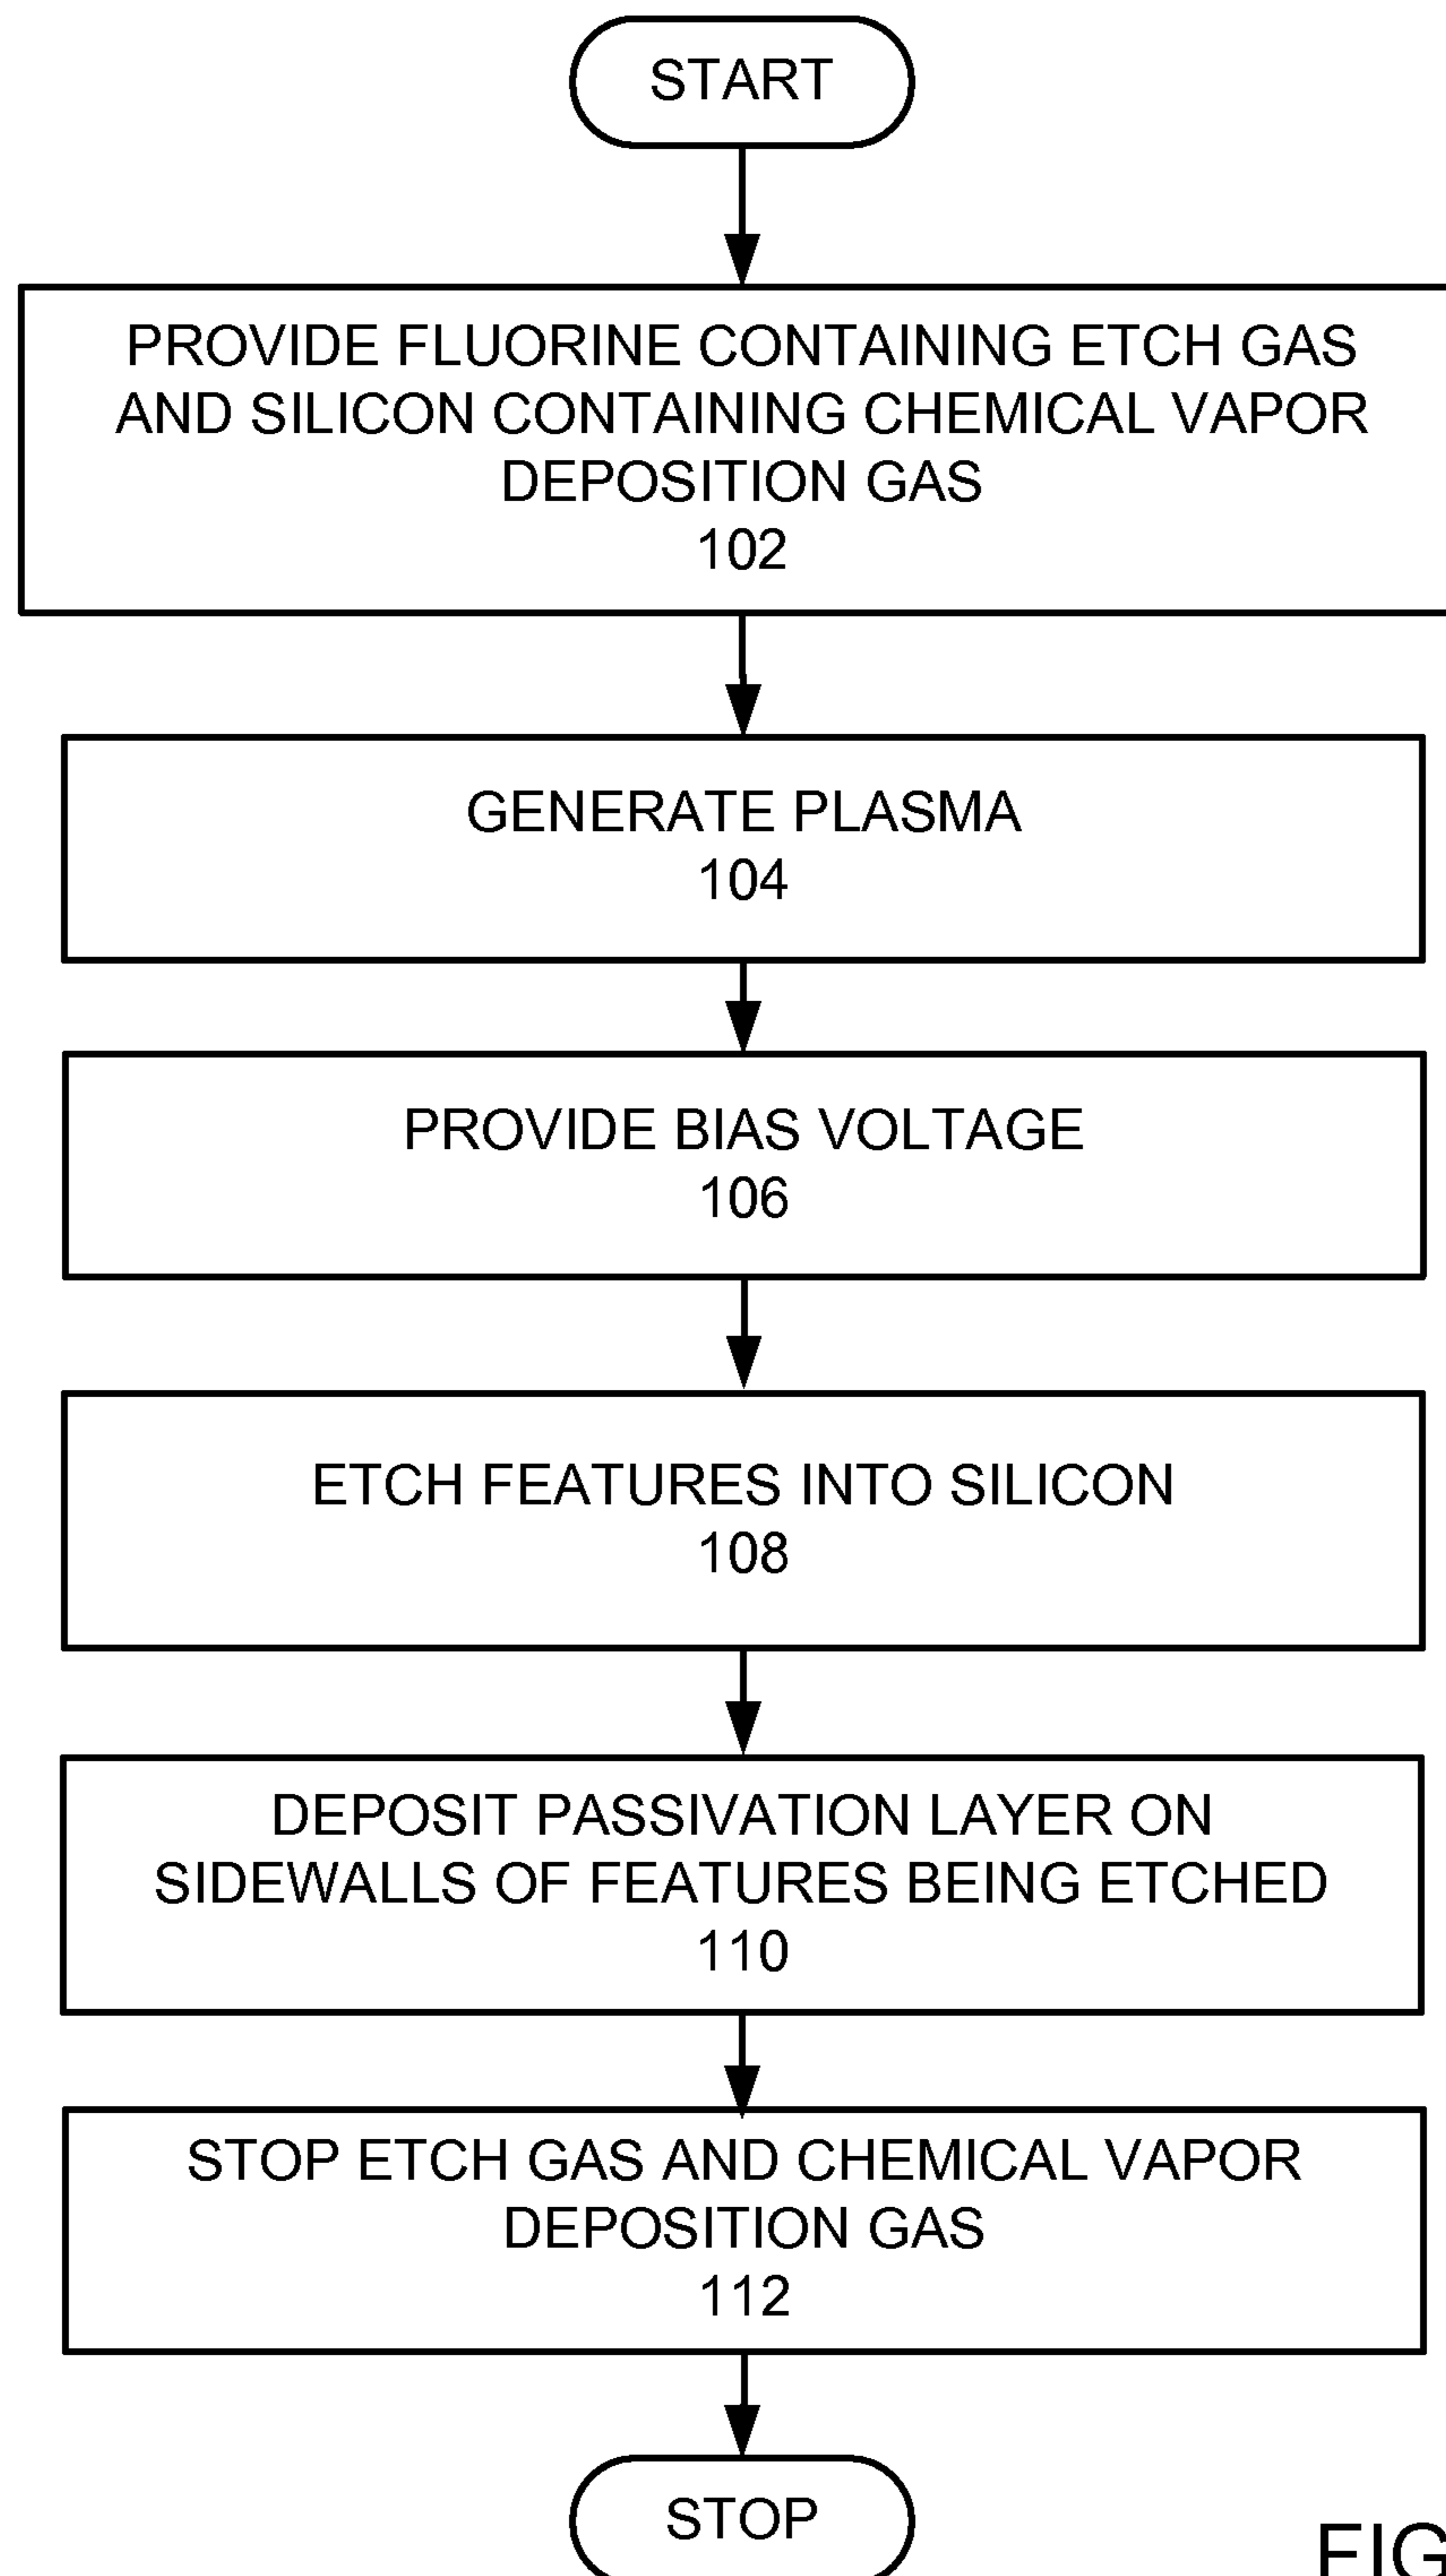 START
PROVIDE FLUORINE CONTAINING ETCH GAS
AND SILICON CONTAINING CHEMICAL VAPOR
DEPOSITION GAS
102
GENERATE PLASMA
104
PROVIDE BIAS VOLTAGE
106
ETCH FEATURES INTO SILICON
108
DEPOSIT PASSIVATION LAYER ON
SIDEWALLS OF FEATURES BEING ETCHED
110
STOP ETCH GAS AND CHEMICAL VAPOR
DEPOSITION GAS
112
STOP
FIG